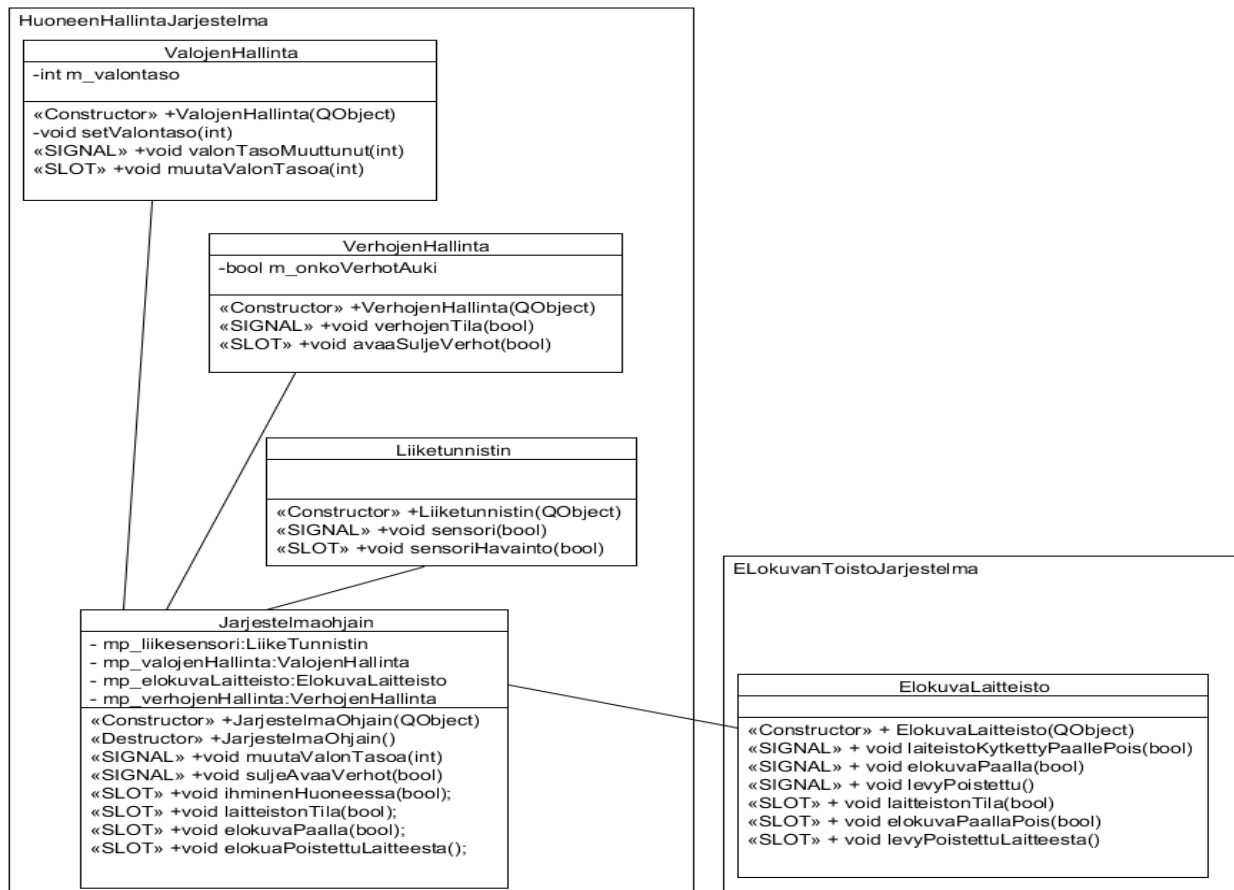 HuoneenHallintaJarjestelma
ValojenHallinta
-int m_valontaso
«Constructor» +ValojenHallinta(QObject)
-void setValontaso(int)
«SIGNAL» +void valonTasoMuuttunut(int)
«SLOT» +void muutaValonTasoa(int)
VerhojenHallinta
-bool m_onkoVerhotAuki
«Constructor» +VerhojenHallinta(QObject)
«SIGNAL» +void verhojenTila(bool)
«SLOT» +void avaaSuljeVerhot(bool)
Liiketunnistin
«Constructor» +Liiketunnistin(QObject)
«SIGNAL» +void sensori(bool)
«SLOT» +void sensoriHavainto(bool)
Jarjestelmaohjain
- mp_liikesensori:LiikeTunnistin
- mp_valojenHallinta:ValojenHallinta
- mp_elokuvaLaitteisto:ElokuvaLaitteisto
- mp_verhojenHallinta:VerhojenHallinta
«Constructor» +JarjestelmaOhjain(QObject)
«Destructor» +JarjestelmaOhjain()
«SIGNAL» +void muutaValonTasoa(int)
«SIGNAL» +void suljeAvaaVerhot(bool)
«SLOT» +void ihminenHuoneessa(bool);
«SLOT» +void laitteistonTila(bool);
«SLOT» +void elokuvaPaalla(bool);
«SLOT» +void elokuaPoistettuLaitteesta();
ELokuvanToistoJarjestelma
ElokuvaLaitteisto
«Constructor» + ElokuvaLaitteisto(QObject)
«SIGNAL» + void laiteistoKytkettyPaallePois(bool)
«SIGNAL» + void elokuvaPaalla(bool)
«SIGNAL» + void levyPoistettu()
«SLOT» + void laitteistonTila(bool)
«SLOT» + void elokuvaPaallaPois(bool)
«SLOT» + void levyPoistettuLaitteesta()